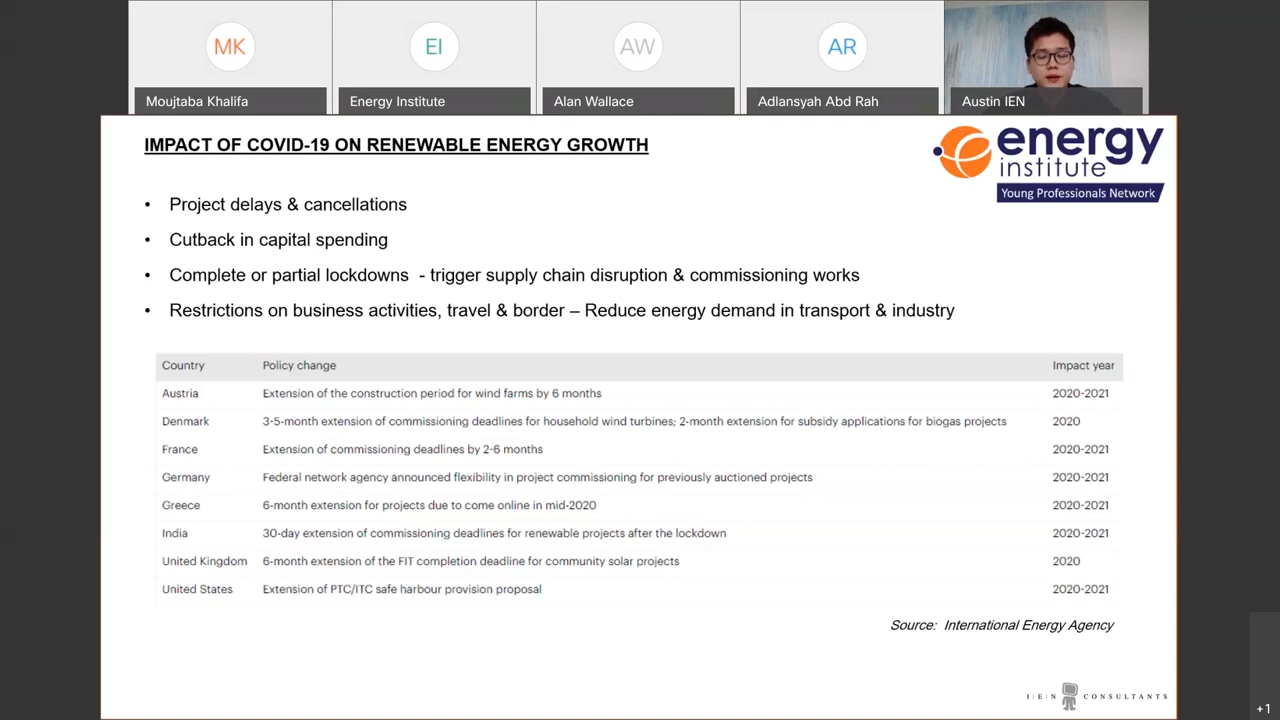 MK
EI
AW
AR
Moujtaba Khalifa
Energy Institute
Alan Wallace
Adlansyah Abd Rah
Austin IEN
IMPACT OF COVID-19 ON RENEWABLE ENERGY GROWTH
energy
institute
Young Professionals Network
• Project delays & cancellations
• Cutback in capital spending
• Complete or partial lockdowns - trigger supply chain disruption & commissioning works
• Restrictions on business activities, travel & border – Reduce energy demand in transport & industry
Country Policy change Impact year
Austria Extension of the construction period for wind farms by 6 months 2020-2021
Denmark 3-5-month extension of commissioning deadlines for household wind turbines; 2-month extension for subsidy applications for biogas projects 2020
France Extension of commissioning deadlines by 2-6 months 2020-2021
Germany Federal network agency announced flexibility in project commissioning for previously auctioned projects 2020-2021
Greece 6-month extension for projects due to come online in mid-2020 2020-2021
India 30-day extension of commissioning deadlines for renewable projects after the lockdown 2020-2021
United Kingdom 6-month extension of the FIT completion deadline for community solar projects 2020
United States Extension of PTC/ITC safe harbour provision proposal 2020-2021
Source: International Energy Agency
I|E|N CONSULTANTS
+1